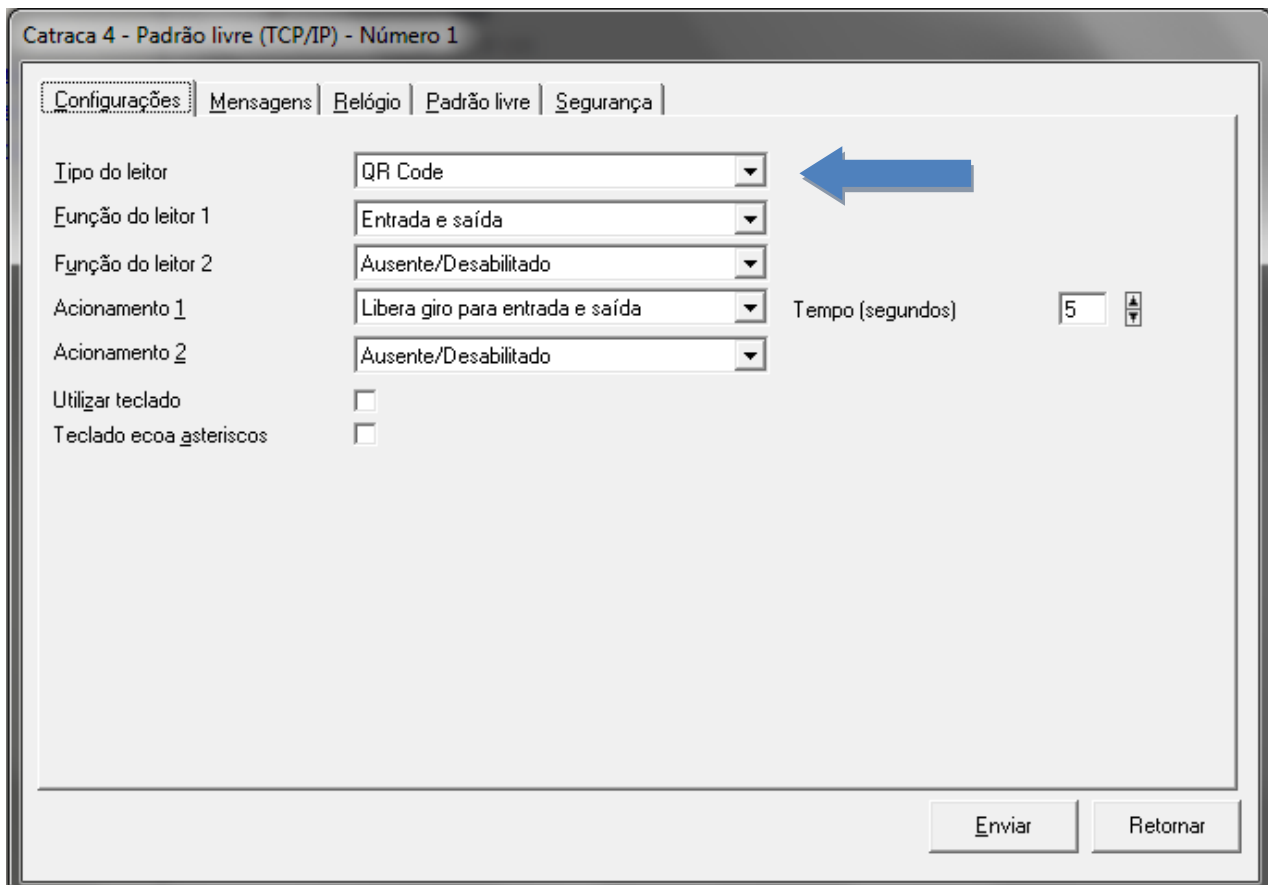 Catraca 4 - Padrão livre (TCP/IP) - Número 1
Configurações Mensagens Relógio Padrão livre Segurança
Tipo do leitor QR Code
Função do leitor 1 Entrada e saída
Função do leitor 2 Ausente/Desabilitado
Acionamento 1 Libera giro para entrada e saída Tempo (segundos) 5
Acionamento 2 Ausente/Desabilitado
Utilizar teclado
Teclado ecoa asteriscos
Enviar Retornar